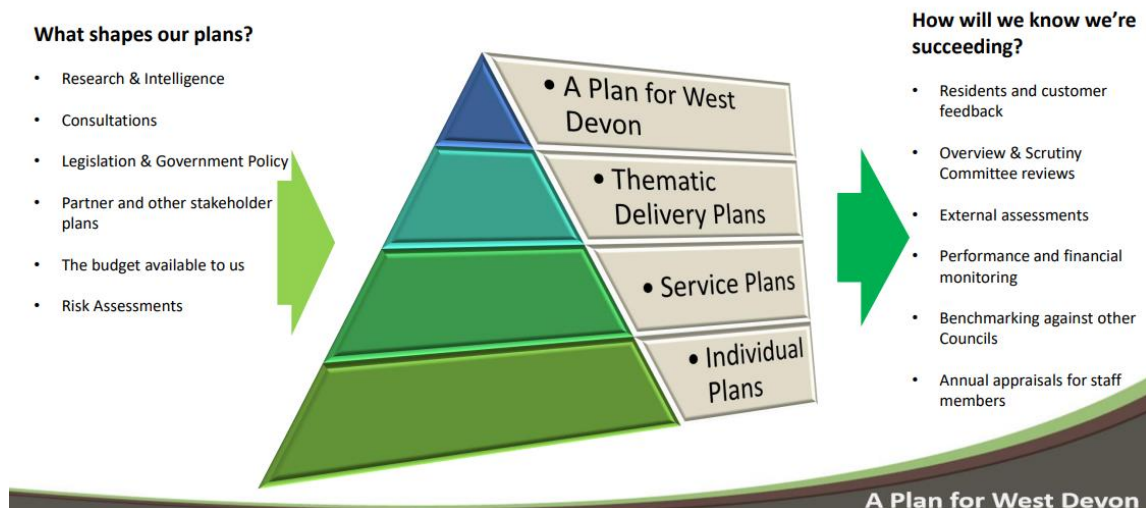 What shapes our plans?
• Research & Intelligence
• Consultations
• Legislation & Government Policy
• Partner and other stakeholder
plans
• The budget available to us
• Risk Assessments
• A Plan for West
Devon
• Thematic
Delivery Plans
• Service Plans
• Individual
Plans
How will we know we're
succeeding?
• Residents and customer
feedback
• Overview & Scrutiny
Committee reviews
• External assessments
• Performance and financial
monitoring
• Benchmarking against other
Councils
• Annual appraisals for staff
members
A Plan for West Devon